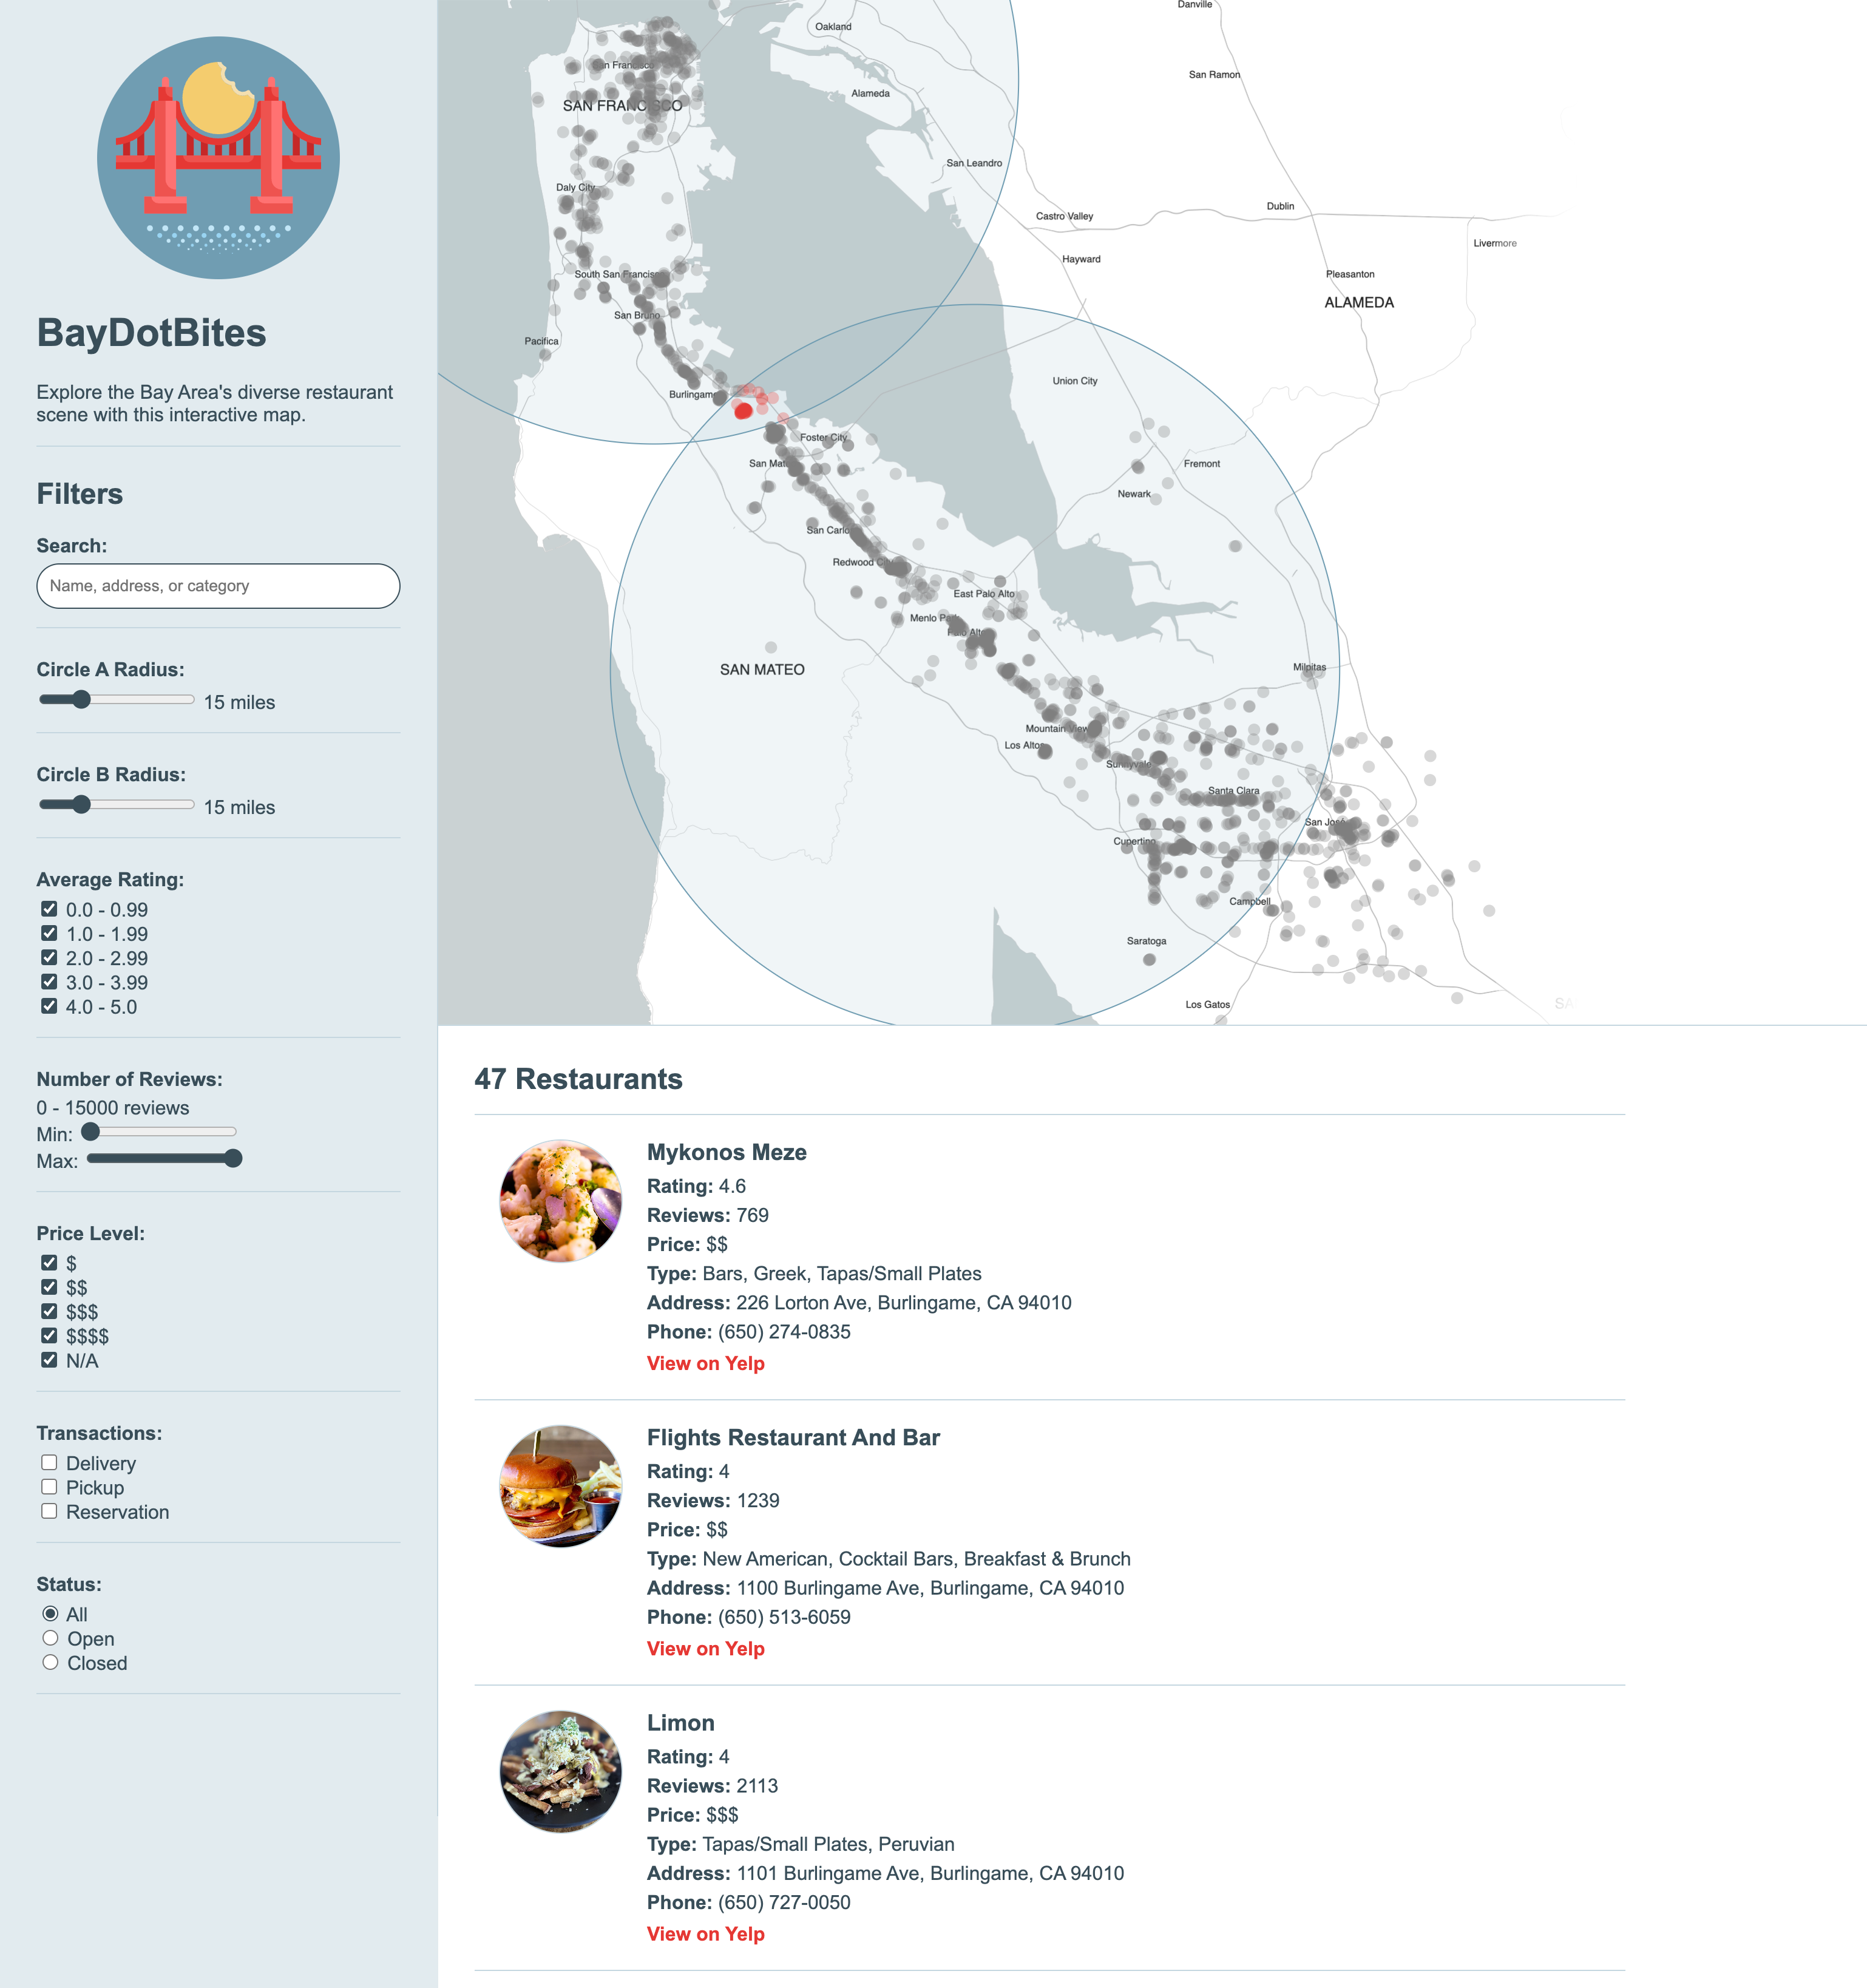 BayDotBites
Explore the Bay Area's diverse restaurant
scene with this interactive map.
Filters
Search:
Name, address, or category
Circle A Radius:
15 miles
Circle B Radius:
15 miles
Average Rating:
0.0 - 0.99
1.0 - 1.99
2.0 - 2.99
3.0 - 3.99
4.0 - 5.0
Number of Reviews:
0 - 15000 reviews
Min:
Max:
Price Level:
$
$$
$$$
$$$$
N/A
Transactions:
Delivery
Pickup
Reservation
Status:
All
Open
Closed
Danville
Oakland
San Francisco
San Ramon
Alameda
SAN FRANCISCO
San Leandro
Daly City
Dublin
Castro Valley
Livermore
Hayward
South San Francisco
Pleasanton
ALAMEDA
San Bruno
Pacifica
Union City
Burlingame
Foster City
San Mateo
Fremont
Newark
San Carlos
Redwood City
East Palo Alto
Menlo Park
Palo Alto
SAN MATEO
Milpitas
Mountain View
Los Altos
Sunnyvale
Santa Clara
San José
Cupertino
Campbell
Saratoga
Los Gatos
SA
47 Restaurants
Mykonos Meze
Rating: 4.6
Reviews: 769
Price: $$
Type: Bars, Greek, Tapas/Small Plates
Address: 226 Lorton Ave, Burlingame, CA 94010
Phone: (650) 274-0835
View on Yelp
Flights Restaurant And Bar
Rating: 4
Reviews: 1239
Price: $$
Type: New American, Cocktail Bars, Breakfast & Brunch
Address: 1100 Burlingame Ave, Burlingame, CA 94010
Phone: (650) 513-6059
View on Yelp
Limon
Rating: 4
Reviews: 2113
Price: $$$
Type: Tapas/Small Plates, Peruvian
Address: 1101 Burlingame Ave, Burlingame, CA 94010
Phone: (650) 727-0050
View on Yelp